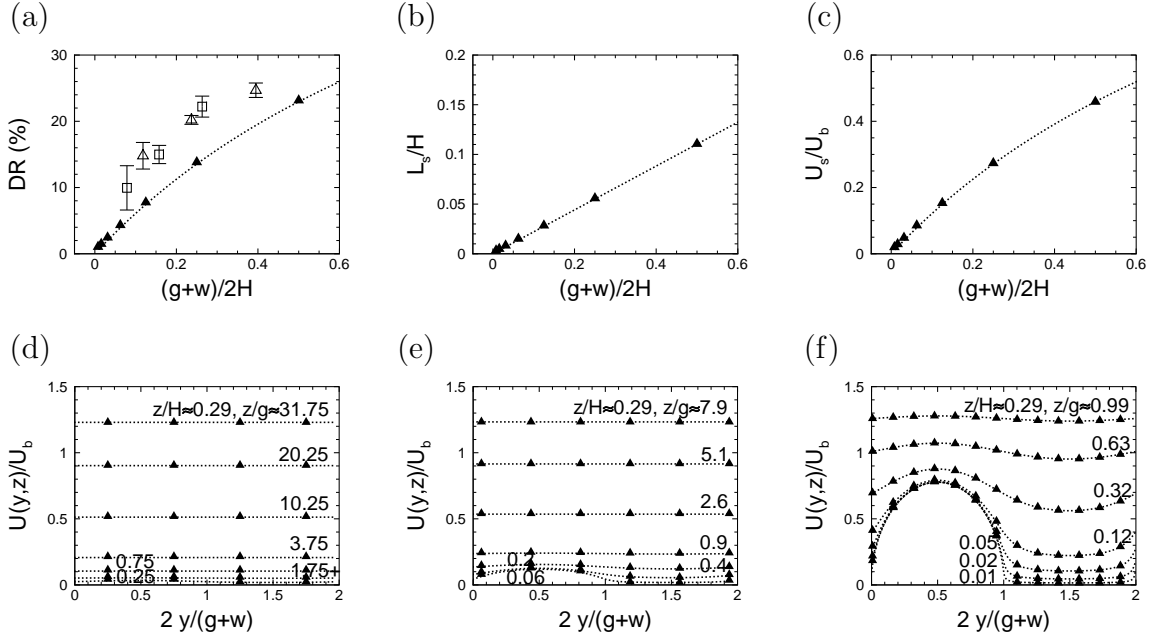 (a)
(b)
(c)
DR (%)
30
20
10
0
0 0.2 0.4 0.6
(g+w)/2H
L_s/H
0.2
0.15
0.1
0.05
0
0 0.2 0.4 0.6
(g+w)/2H
U_s/U_b
0.6
0.4
0.2
0
0 0.2 0.4 0.6
(g+w)/2H
(d)
(e)
(f)
U(y,z)/U_b
1.5
1
0.5
0
z/H≈0.29, z/g≈31.75
20.25
10.25
3.75
0.75
1.75+
0.25
0 0.5 1 1.5 2
2 y/(g+w)
U(y,z)/U_b
1.5
1
0.5
0
z/H≈0.29, z/g≈7.9
5.1
2.6
0.9
0.4
0.06
0 0.5 1 1.5 2
2 y/(g+w)
U(y,z)/U_b
1.5
1
0.5
0
z/H≈0.29, z/g≈0.99
0.63
0.32
0.12
0.05
0.02
0.01
0 0.5 1 1.5 2
2 y/(g+w)